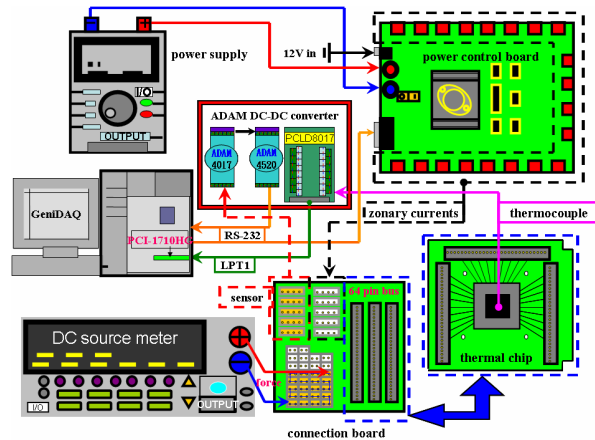 power supply
I/O
OUTPUT
12V in
power control board
ADAM DC-DC converter
PCLD8017
ADAM
4017
ADAM
4520
GeniDAQ
PCI-1710HG
RS-232
LPT1
zonary currents
thermocouple
sensor
64 pin bus
thermal chip
DC source meter
force
I/O
OUTPUT
connection board